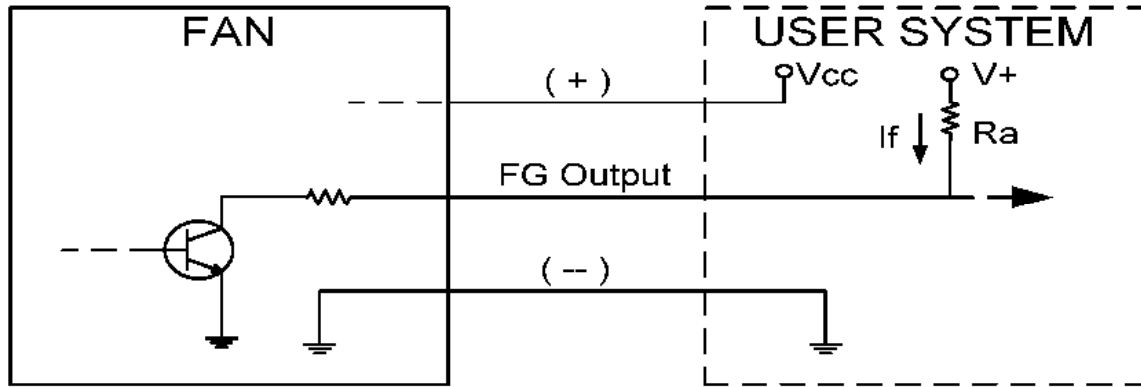 FAN
USER SYSTEM
( + )
Vcc
V+
If
Ra
FG Output
( -- )